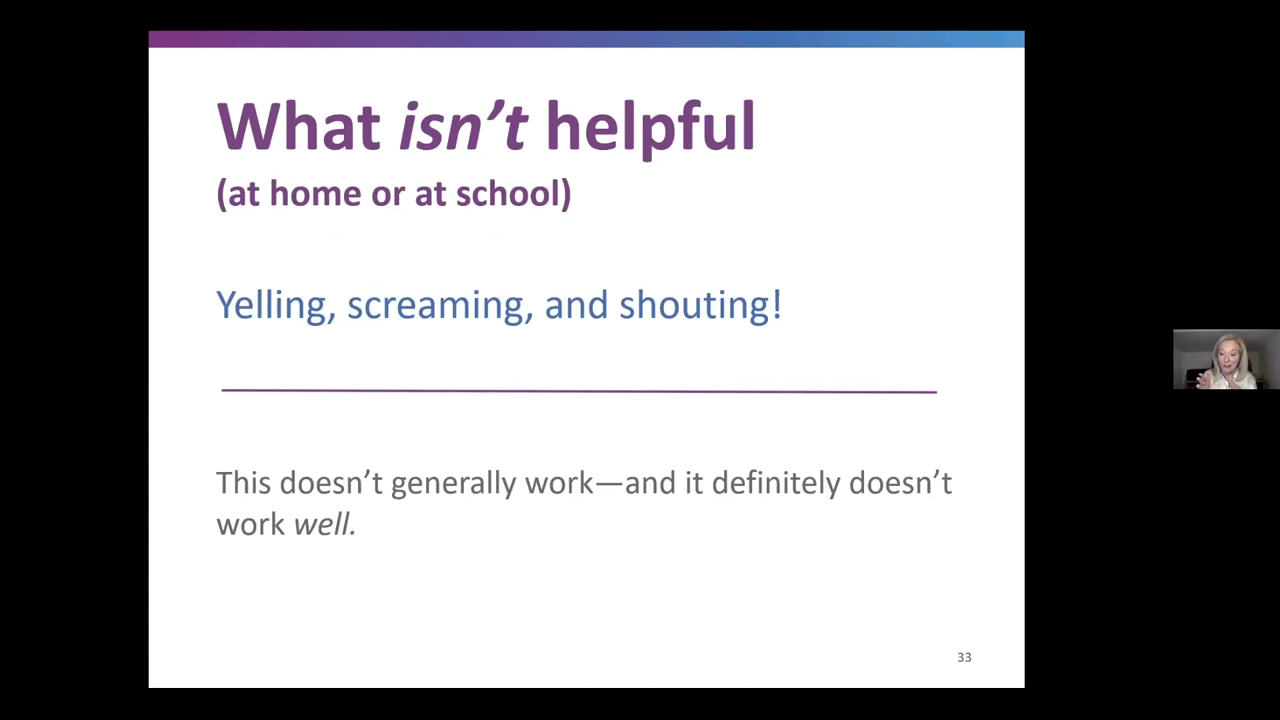 What isn’t helpful
(at home or at school)
Yelling, screaming, and shouting!
This doesn’t generally work—and it definitely doesn’t
work well.
33